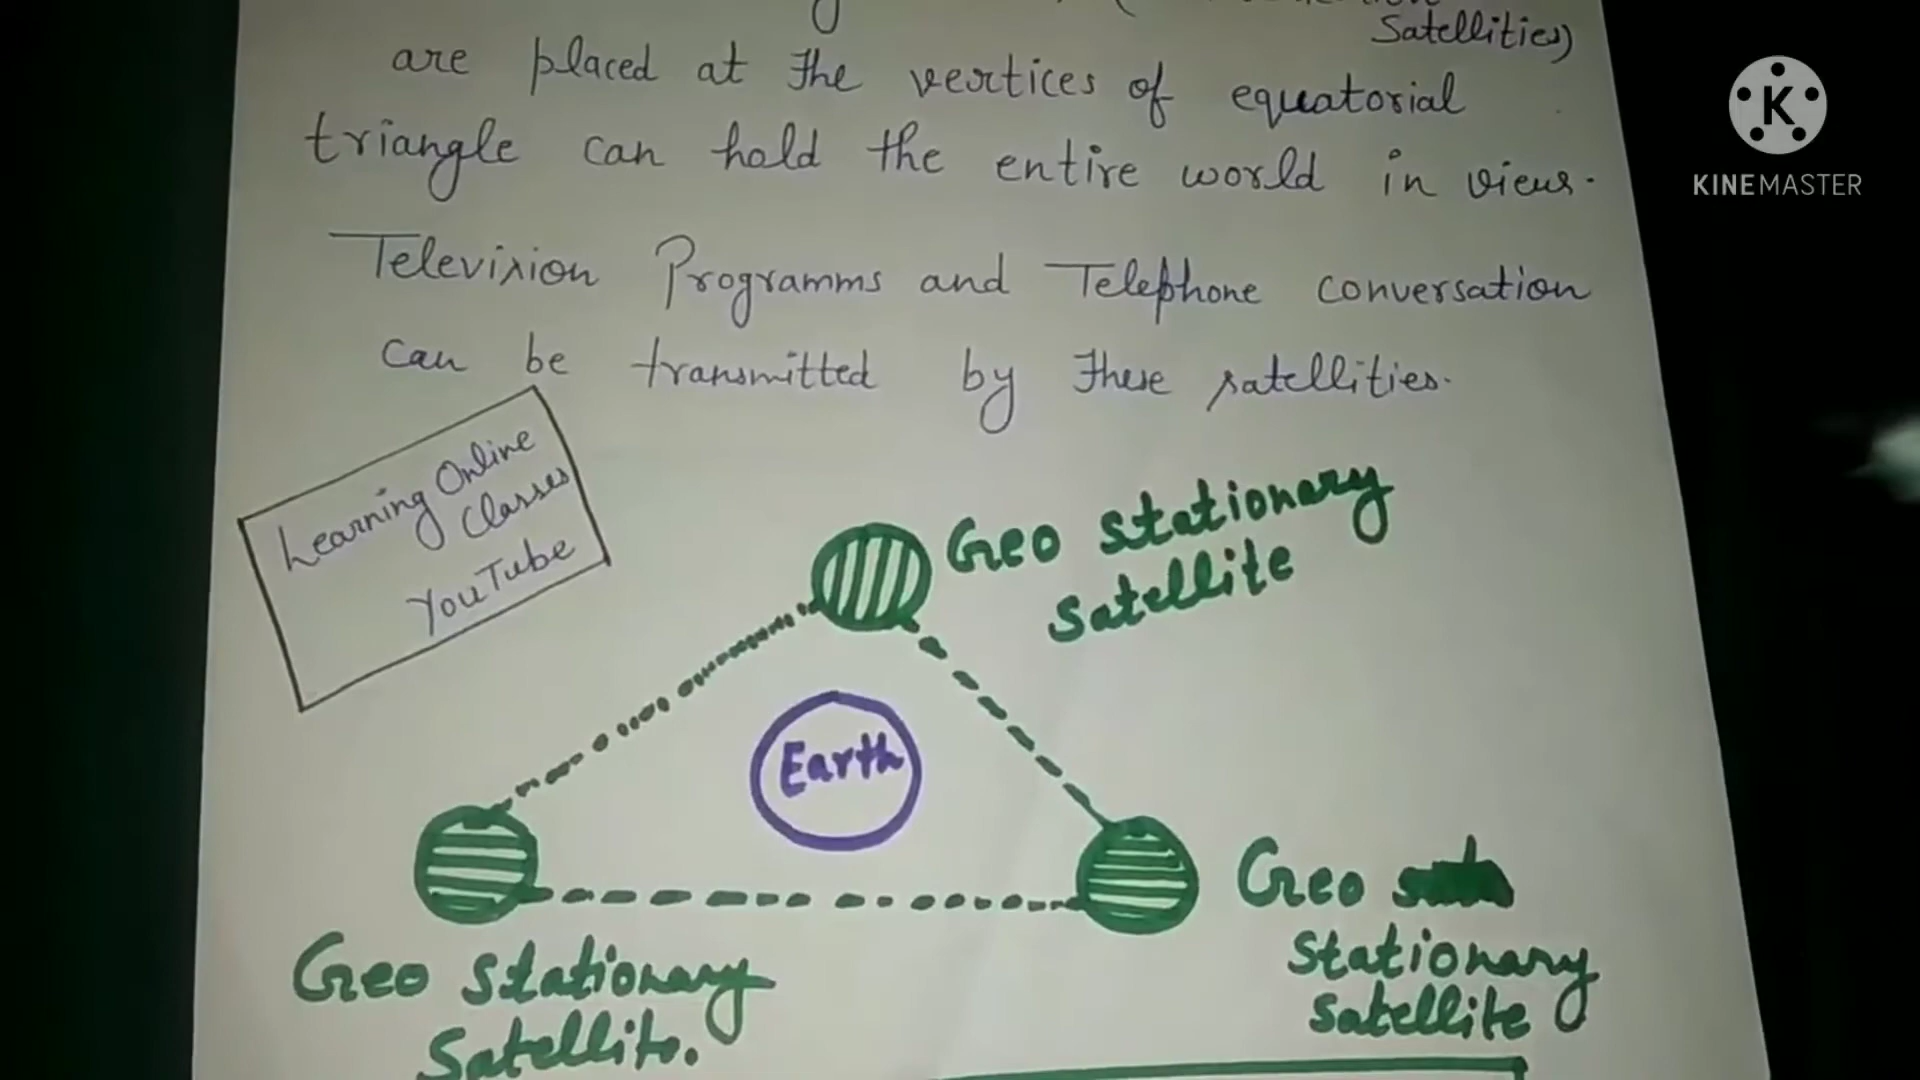 Satellities)
are placed at the vertices of equatorial
triangle can hold the entire world in view.
Television Programms and Telephone conversation
can be transmitted by these satellities.
Learning Online
Classes
YouTube
Geo stationary
Satellite
Earth
Geo
Stationary
Satellite
Geo stationary
Satellite.
K
KINEMASTER